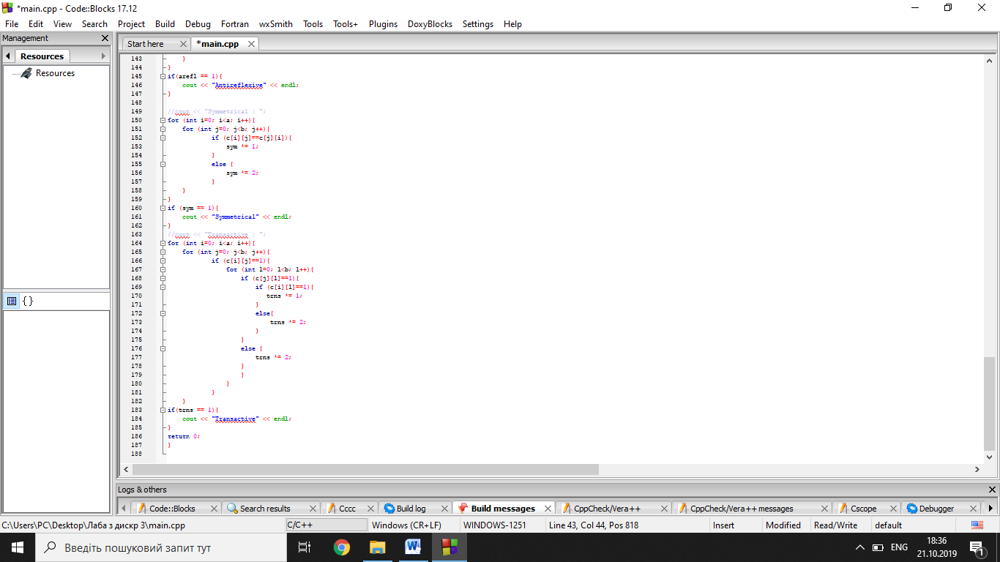 *main.cpp - Code::Blocks 17.12
File Edit View Search Project Build Debug Fortran wxSmith Tools Tools+ Plugins DoxyBlocks Settings Help
Management
Start here *main.cpp
Resources
Resources
143 }
144 }
145 if(arefl == 1){
146 cout << "Antireflexive" << endl;
147 }
148
149 //cout << "Symmetrical : ";
150 for (int i=0; i<a; i++){
151 for (int j=0; j<b; j++){
152 if (c[i][j]==c[j][i]){
153 sym *= 1;
154 }
155 else {
156 sym *= 2;
157 }
158 }
159 }
160 if (sym == 1){
161 cout << "Symmetrical" << endl;
162 }
163 //cout << "Transactive : ";
164 for (int i=0; i<a; i++){
165 for (int j=0; j<b; j++){
166 if (c[i][j]==1){
167 for (int l=0; l<b; l++){
168 if (c[j][l]==1){
169 if (c[i][l]==1){
170 trns *= 1;
171 }
172 else{
173 trns *= 2;
174 }
175 }
176 else {
177 trns *= 2;
178 }
179 }
180 }
181 }
182 }
183 if(trns == 1){
184 cout << "Transactive" << endl;
185 }
186 return 0;
187 }
188
{}
Logs & others
Code::Blocks Search results Cccc Build log Build messages CppCheck/Vera++ CppCheck/Vera++ messages Cscope Debugger
C:\Users\PC\Desktop\Лаба з дискр 3\main.cpp C/C++ Windows (CR+LF) WINDOWS-1251 Line 43, Col 44, Pos 818 Insert Modified Read/Write default
Введіть пошуковий запит тут
ENG
18:36
21.10.2019
1